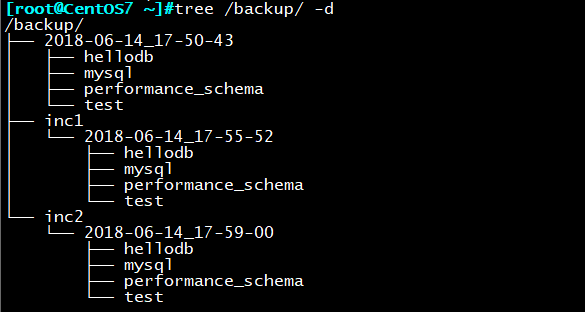 [root@CentOS7 ~]#tree /backup/ -d
/backup/
├── 2018-06-14_17-50-43
│   ├── hellodb
│   ├── mysql
│   ├── performance_schema
│   └── test
├── inc1
│   └── 2018-06-14_17-55-52
│       ├── hellodb
│       ├── mysql
│       ├── performance_schema
│       └── test
└── inc2
    └── 2018-06-14_17-59-00
        ├── hellodb
        ├── mysql
        ├── performance_schema
        └── test